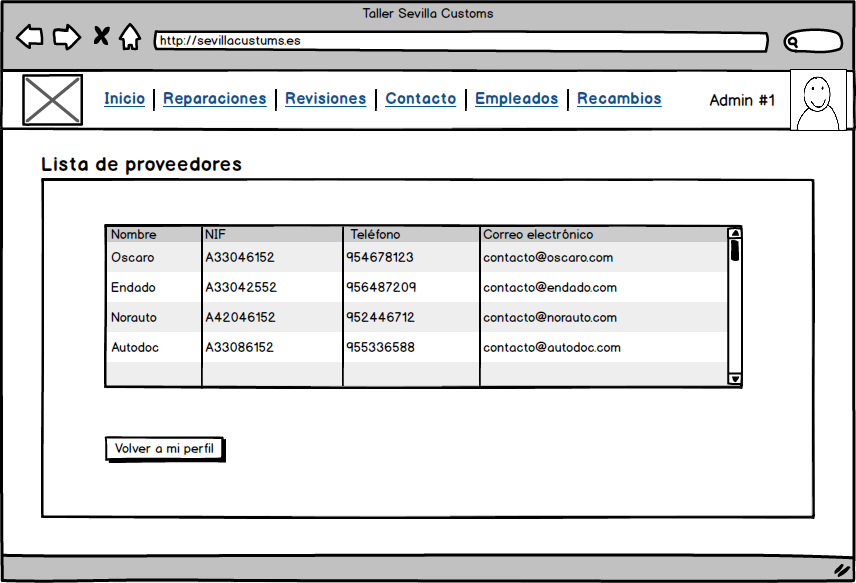 Taller Sevilla Customs
http://sevillacustums.es
Inicio | Reparaciones | Revisiones | Contacto | Empleados | Recambios
Admin #1
Lista de proveedores
Nombre NIF Teléfono Correo electrónico
Oscaro A33046152 954678123 contacto@oscaro.com
Endado A33042552 956487209 contacto@endado.com
Norauto A42046152 952446712 contacto@norauto.com
Autodoc A33086152 955336588 contacto@autodoc.com
Volver a mi perfil